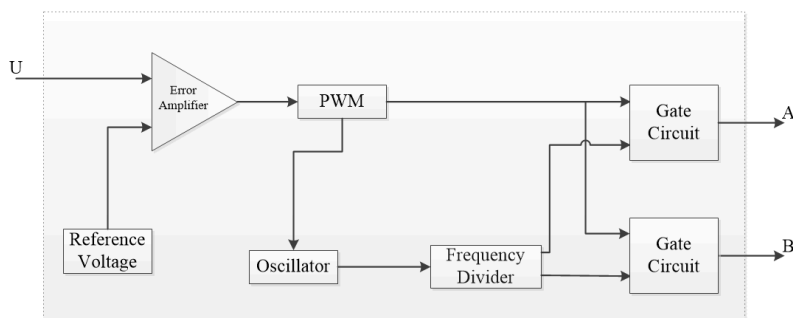 U
Error
Amplifier
PWM
Gate
Circuit
A
Reference
Voltage
Oscillator
Frequency
Divider
Gate
Circuit
B